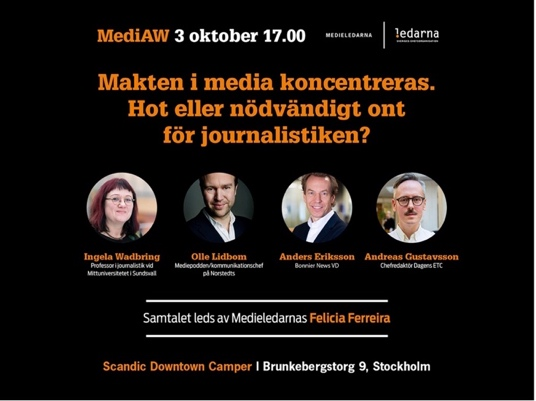 MediAW 3 oktober 17.00
MEDIELEDARNA
ledarna
Makten i media koncentreras.
Hot eller nödvändigt ont
för journalistiken?
Ingela Wadbring
Professor i journalistik vid
Mittuniversitetet i Sundsvall
Olle Lidbom
Mediepodden/kommunikationschef
på Norstedts
Anders Eriksson
Bonnier News VD
Andreas Gustavsson
Chefredaktör Dagens ETC
Samtalet leds av Medieledarnas Felicia Ferreira
Scandic Downtown Camper | Brunkebergstorg 9, Stockholm